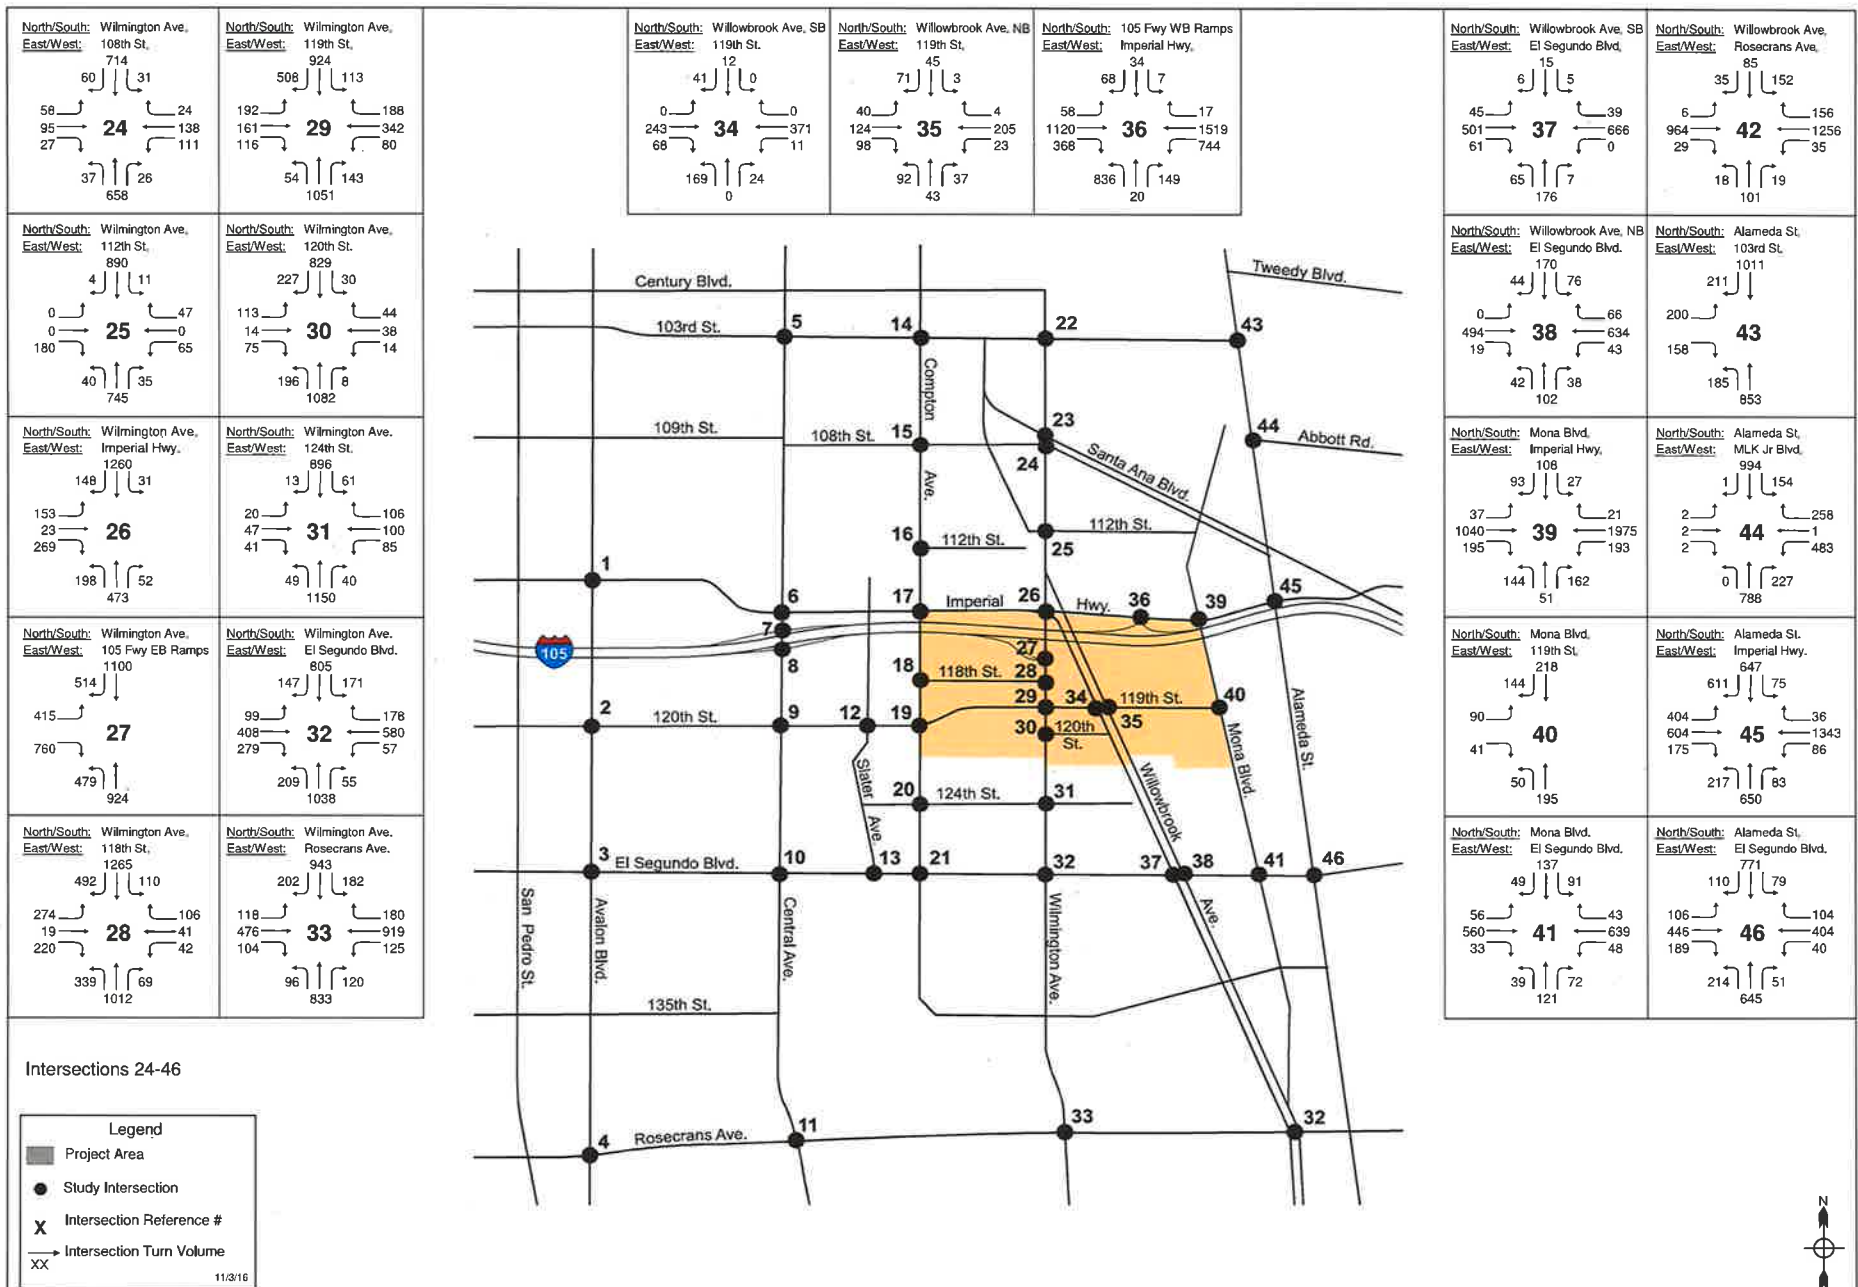 North/South: Wilmington Ave.
East/West: 108th St.
714
60 31
58 24
95 24 138
27 111
37 26
658
North/South: Wilmington Ave.
East/West: 119th St.
924
508 113
192 188
161 29 342
116 80
54 143
1051
North/South: Willowbrook Ave. SB
East/West: 119th St.
12
41 0
0 0
243 34 371
68 11
169 24
0
North/South: Willowbrook Ave. NB
East/West: 119th St.
45
71 3
40 4
124 35 205
98 23
92 37
43
North/South: 105 Fwy WB Ramps
East/West: Imperial Hwy.
34
68 7
58 17
1120 36 1519
368 744
836 149
20
North/South: Willowbrook Ave. SB
East/West: El Segundo Blvd.
15
6 5
45 39
501 37 666
61 0
65 7
176
North/South: Willowbrook Ave.
East/West: Rosecrans Ave.
85
35 152
6 156
964 42 1256
29 35
18 19
101
North/South: Wilmington Ave.
East/West: 112th St.
890
4 11
0 47
0 25 0
180 65
40 35
745
North/South: Wilmington Ave.
East/West: 120th St.
829
227 30
113 44
14 30 38
75 14
196 8
1082
North/South: Willowbrook Ave. NB
East/West: El Segundo Blvd.
170
44 76
0 66
494 38 634
19 43
42 38
102
North/South: Alameda St.
East/West: 103rd St.
1011
211
200
43
158
185
853
North/South: Wilmington Ave.
East/West: Imperial Hwy.
1260
148 31
153
23 26
269
198 52
473
North/South: Wilmington Ave.
East/West: 124th St.
896
13 61
20 106
47 31 100
41 85
49 40
1150
North/South: Mona Blvd.
East/West: Imperial Hwy.
108
93 27
37 21
1040 39 1975
195 193
144 162
51
North/South: Alameda St.
East/West: MLK Jr Blvd.
994
1 154
2 258
2 44 1
2 483
0 227
788
North/South: Wilmington Ave.
East/West: 105 Fwy EB Ramps
1100
514
415
27
760
479
924
North/South: Wilmington Ave.
East/West: El Segundo Blvd.
805
147 171
99 176
408 32 580
279 57
209 55
1038
North/South: Mona Blvd.
East/West: 119th St.
218
144
90
40
41
50
195
North/South: Alameda St.
East/West: Imperial Hwy.
647
611 75
404 36
604 45 1343
175 86
217 83
650
North/South: Wilmington Ave.
East/West: 118th St.
1265
492 110
274 106
19 28 41
220 42
339 69
1012
North/South: Wilmington Ave.
East/West: Rosecrans Ave.
943
202 182
118 180
476 33 919
104 125
96 120
833
North/South: Mona Blvd.
East/West: El Segundo Blvd.
137
49 91
56 43
560 41 639
33 48
39 72
121
North/South: Alameda St.
East/West: El Segundo Blvd.
771
110 79
106 104
446 46 404
189 40
214 51
645
Tweedy Blvd.
Century Blvd.
103rd St.
5
14
22
43
Compton
Ave.
109th St.
108th St.
15
23
24
44
Abbott Rd.
Santa Ana Blvd.
16
112th St.
25
112th St.
1
6
7
8
17
Imperial
26
Hwy.
36
39
45
105
27
18
118th St.
28
2
120th St.
9
12
19
29
34
119th St.
35
40
30
120th
St.
Slater
Ave.
Willowbrook
Ave.
Mona Blvd.
Alameda St.
20
124th St.
31
3
El Segundo Blvd.
10
13
21
32
37
38
41
46
San Pedro St.
Avalon Blvd.
Central Ave.
Wilmington Ave.
135th St.
4
Rosecrans Ave.
11
33
32
Intersections 24-46
Legend
Project Area
Study Intersection
X Intersection Reference #
Intersection Turn Volume
XX
11/3/16
N